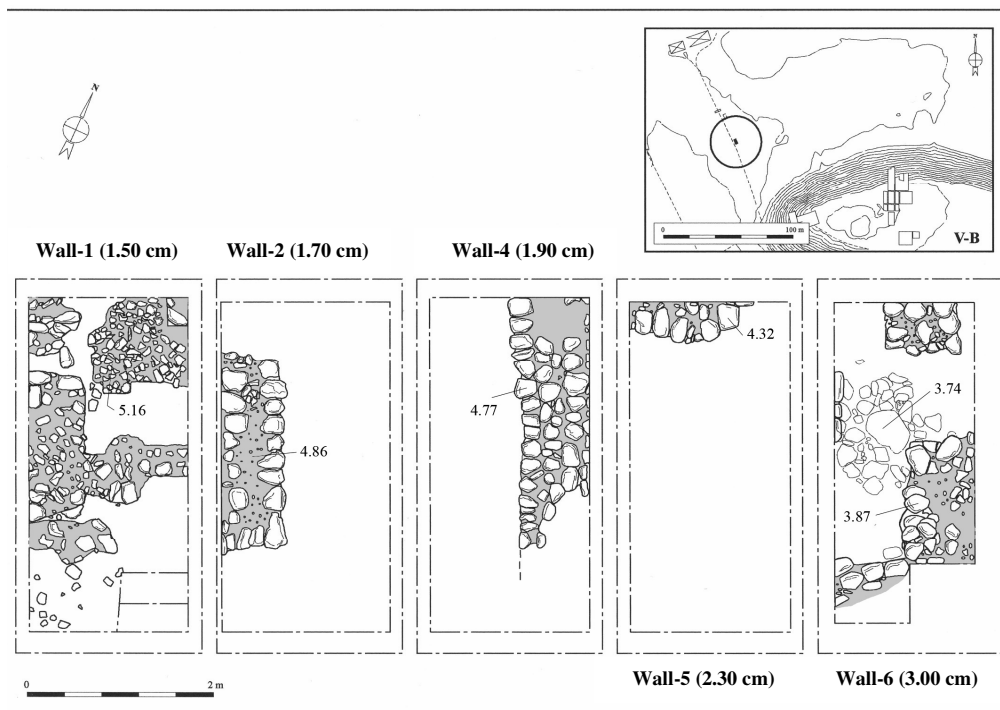 N
N
0 100 m
V-B
Wall-1 (1.50 cm)
Wall-2 (1.70 cm)
Wall-4 (1.90 cm)
5.16
4.86
4.77
4.32
3.74
3.87
0 2 m
Wall-5 (2.30 cm)
Wall-6 (3.00 cm)